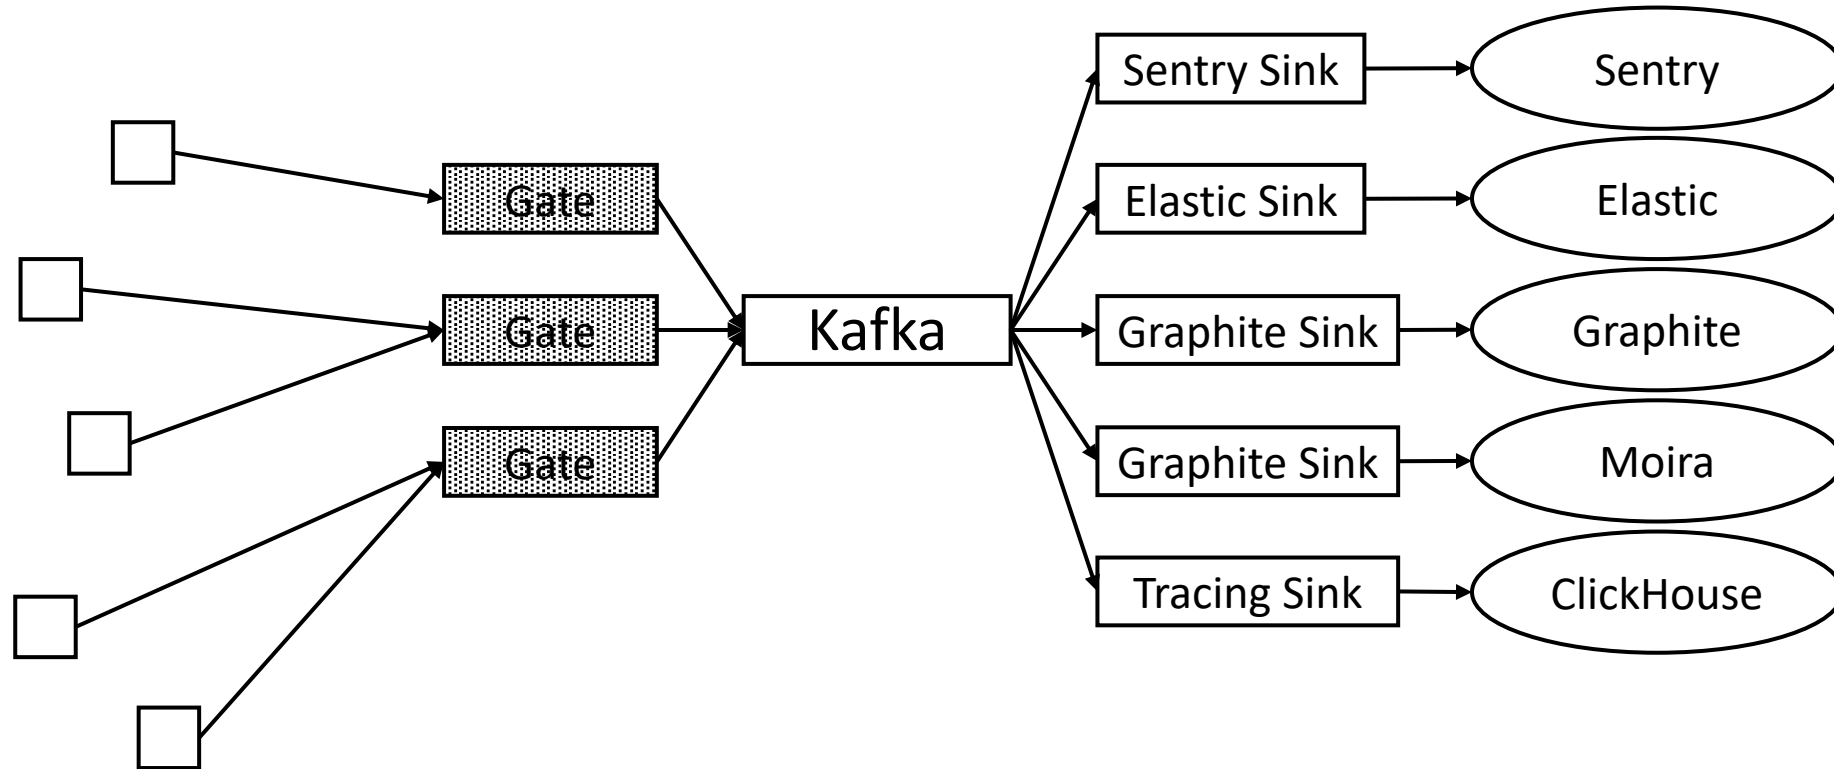 Sentry Sink
Sentry
Gate
Elastic Sink
Elastic
Gate
Kafka
Graphite Sink
Graphite
Gate
Graphite Sink
Moira
Tracing Sink
ClickHouse